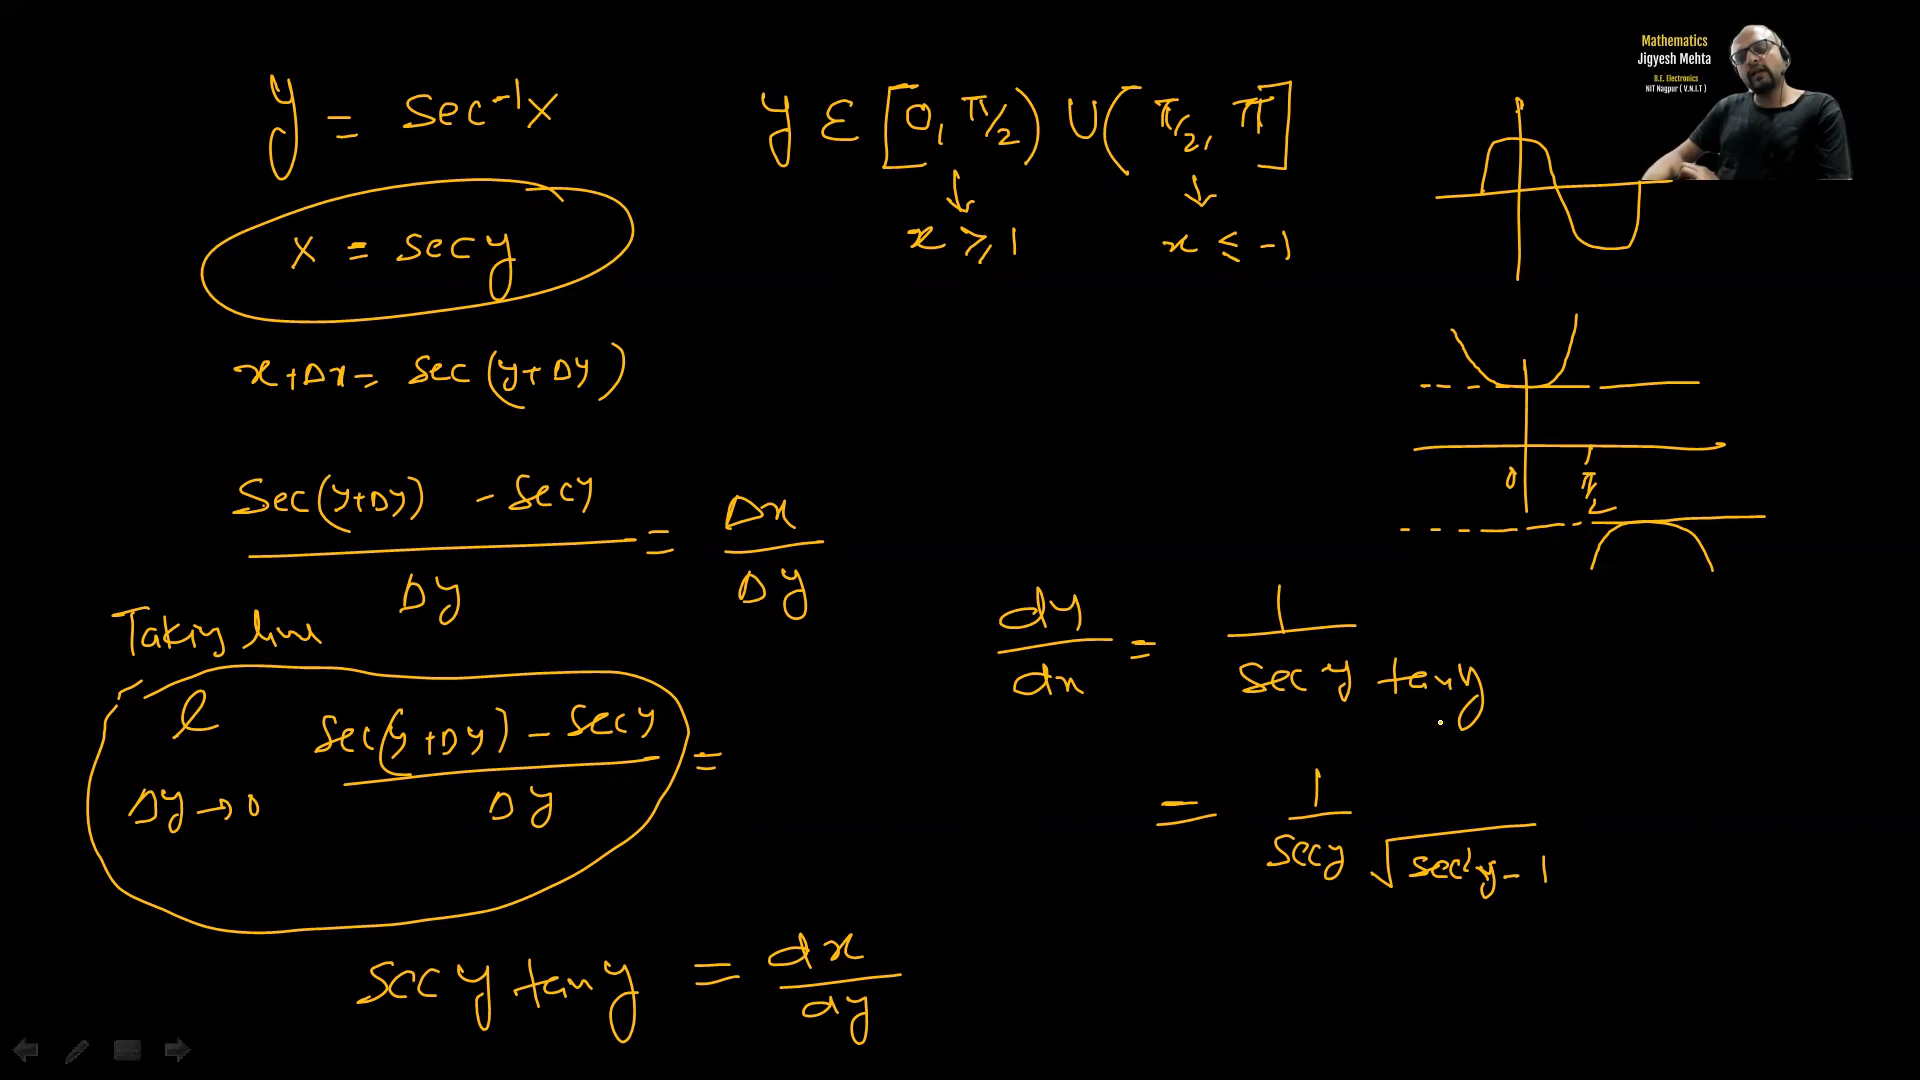 Mathematics
Jigyesh Mehta
B.E. Electronics
NIT Nagpur ( V.N.I.T )
y = sec⁻¹x
y ε [0, π/2) ∪ (π/2, π]
↓ ↓
x ≥ 1 x ≤ -1
x = sec y
x+Δx = sec (y+Δy)
sec(y+Δy) - sec y / Δy = Δx / Δy
0 π/2
Taking
Δy→0 sec(y+Δy) - sec y / Δy =
sec y tan y = dx / dy
dy / dx = 1 / sec y tan y
= 1 / sec y √sec²y - 1